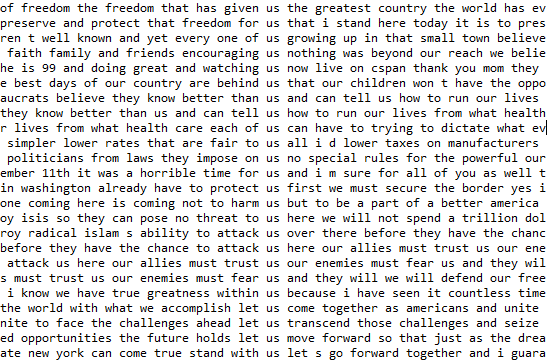 of freedom the freedom that has given us the greatest country the world has ev
preserve and protect that freedom for us that i stand here today it is to pres
ren t well known and yet every one of us growing up in that small town believe
faith family and friends encouraging us nothing was beyond our reach we belie
he is 99 and doing great and watching us now live on cspan thank you mom they
e best days of our country are behind us that our children won t have the oppo
aucrats believe they know better than us and can tell us how to run our lives
they know better than us and can tell us how to run our lives from what health
r lives from what health care each of us can have to trying to dictate what ev
simpler lower rates that are fair to us all i d lower taxes on manufacturers
politicians from laws they impose on us no special rules for the powerful our
ember 11th it was a horrible time for us and i m sure for all of you as well t
in washington already have to protect us first we must secure the border yes i
one coming here is coming not to harm us but to be a part of a better america
oy isis so they can pose no threat to us here we will not spend a trillion dol
roy radical islam s ability to attack us over there before they have the chanc
before they have the chance to attack us here our allies must trust us our ene
attack us here our allies must trust us our enemies must fear us and they wil
s must trust us our enemies must fear us and they will we will defend our free
i know we have true greatness within us because i have seen it countless time
the world with what we accomplish let us come together as americans and unite
nite to face the challenges ahead let us transcend those challenges and seize
ed opportunities the future holds let us move forward so that just as the drea
ate new york can come true stand with us let s go forward together and i guara